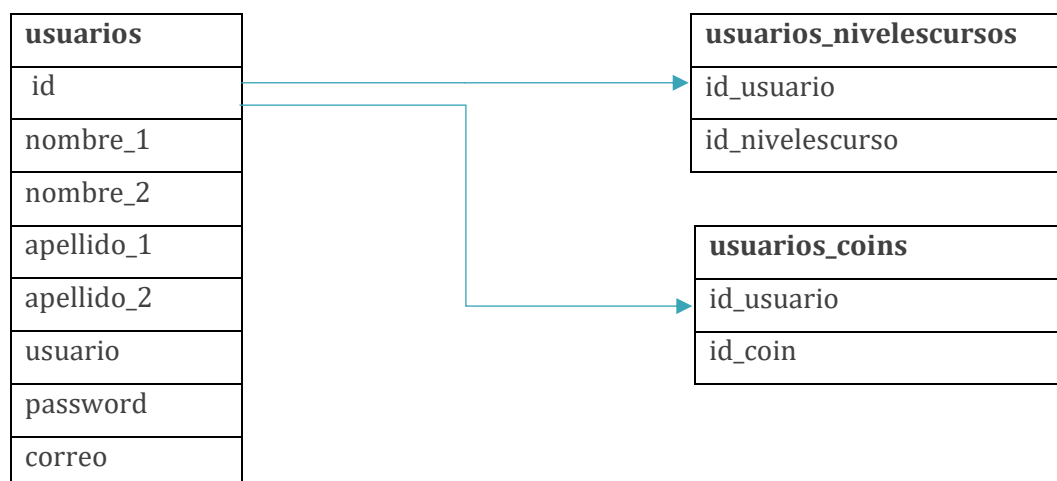 usuarios
id
nombre_1
nombre_2
apellido_1
apellido_2
usuario
password
correo
usuarios_nivelescursos
id_usuario
id_nivelescurso
usuarios_coins
id_usuario
id_coin